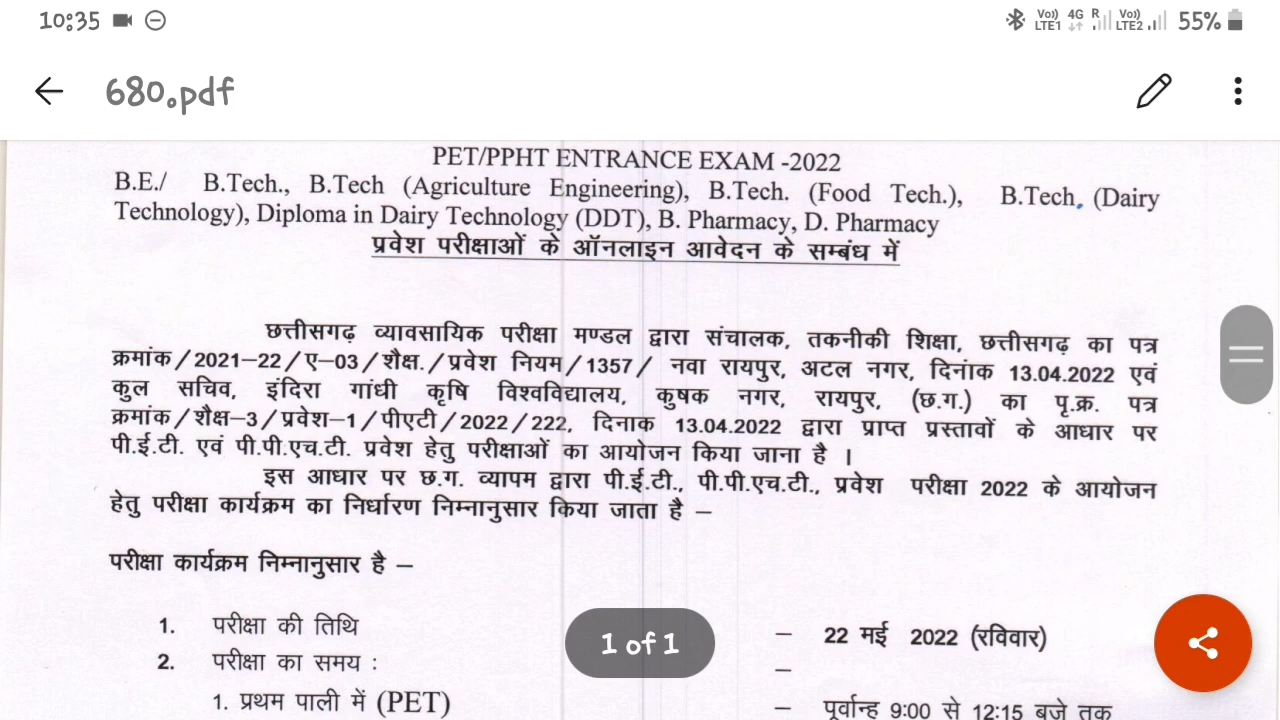 10:35 Vo) LTE1 4G R Vo) LTE2 55%
680.pdf
PET/PPHT ENTRANCE EXAM -2022
B.E./ B.Tech., B.Tech (Agriculture Engineering), B.Tech. (Food Tech.), B.Tech. (Dairy
Technology), Diploma in Dairy Technology (DDT), B. Pharmacy, D. Pharmacy
प्रवेश परीक्षाओं के ऑनलाइन आवेदन के सम्बंध में
छत्तीसगढ़ व्यावसायिक परीक्षा मण्डल द्वारा संचालक, तकनीकी शिक्षा, छत्तीसगढ़ का पत्र
क्रमांक/2021–22/ए–03/शैक्ष./प्रवेश नियम/1357/ नवा रायपुर, अटल नगर, दिनांक 13.04.2022 एवं
कुल सचिव, इंदिरा गांधी कृषि विश्वविद्यालय, कृषक नगर, रायपुर, (छ.ग.) का पृ.क्र. पत्र
क्रमांक/शैक्ष–3/प्रवेश–1/पीएटी/2022/222, दिनाक 13.04.2022 द्वारा प्राप्त प्रस्तावों के आधार पर
पी.ई.टी. एवं पी.पी.एच.टी. प्रवेश हेतु परीक्षाओं का आयोजन किया जाना है ।
इस आधार पर छ.ग. व्यापम द्वारा पी.ई.टी., पी.पी.एच.टी., प्रवेश परीक्षा 2022 के आयोजन
हेतु परीक्षा कार्यक्रम का निर्धारण निम्नानुसार किया जाता है –
परीक्षा कार्यक्रम निम्नानुसार है –
1. परीक्षा की तिथि – 22 मई 2022 (रविवार)
2. परीक्षा का समय : –
1. प्रथम पाली में (PET) – पूर्वान्ह 9:00 से 12:15 बजे तक
1 of 1